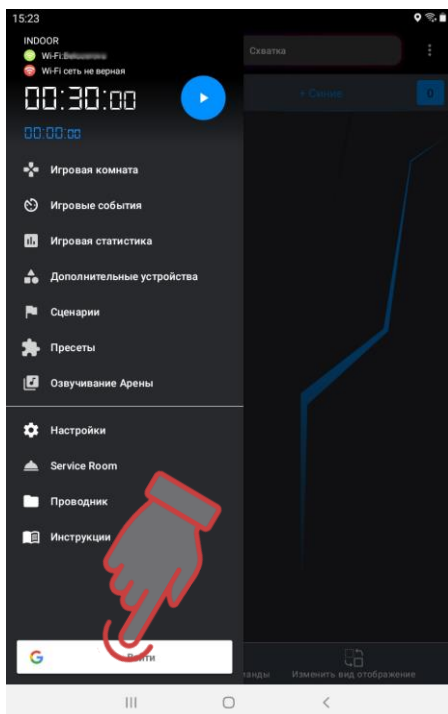 15:23
INDOOR
Wi-Fi:
Wi-Fi сеть не верная
00:30:00
00:00:00
Схватка
+ Синие
0
Игровая комната
Игровые события
Игровая статистика
Дополнительные устройства
Сценарии
Пресеты
Озвучивание Арены
Настройки
Service Room
Проводник
Инструкции
Войти
анды
Изменить вид отображение